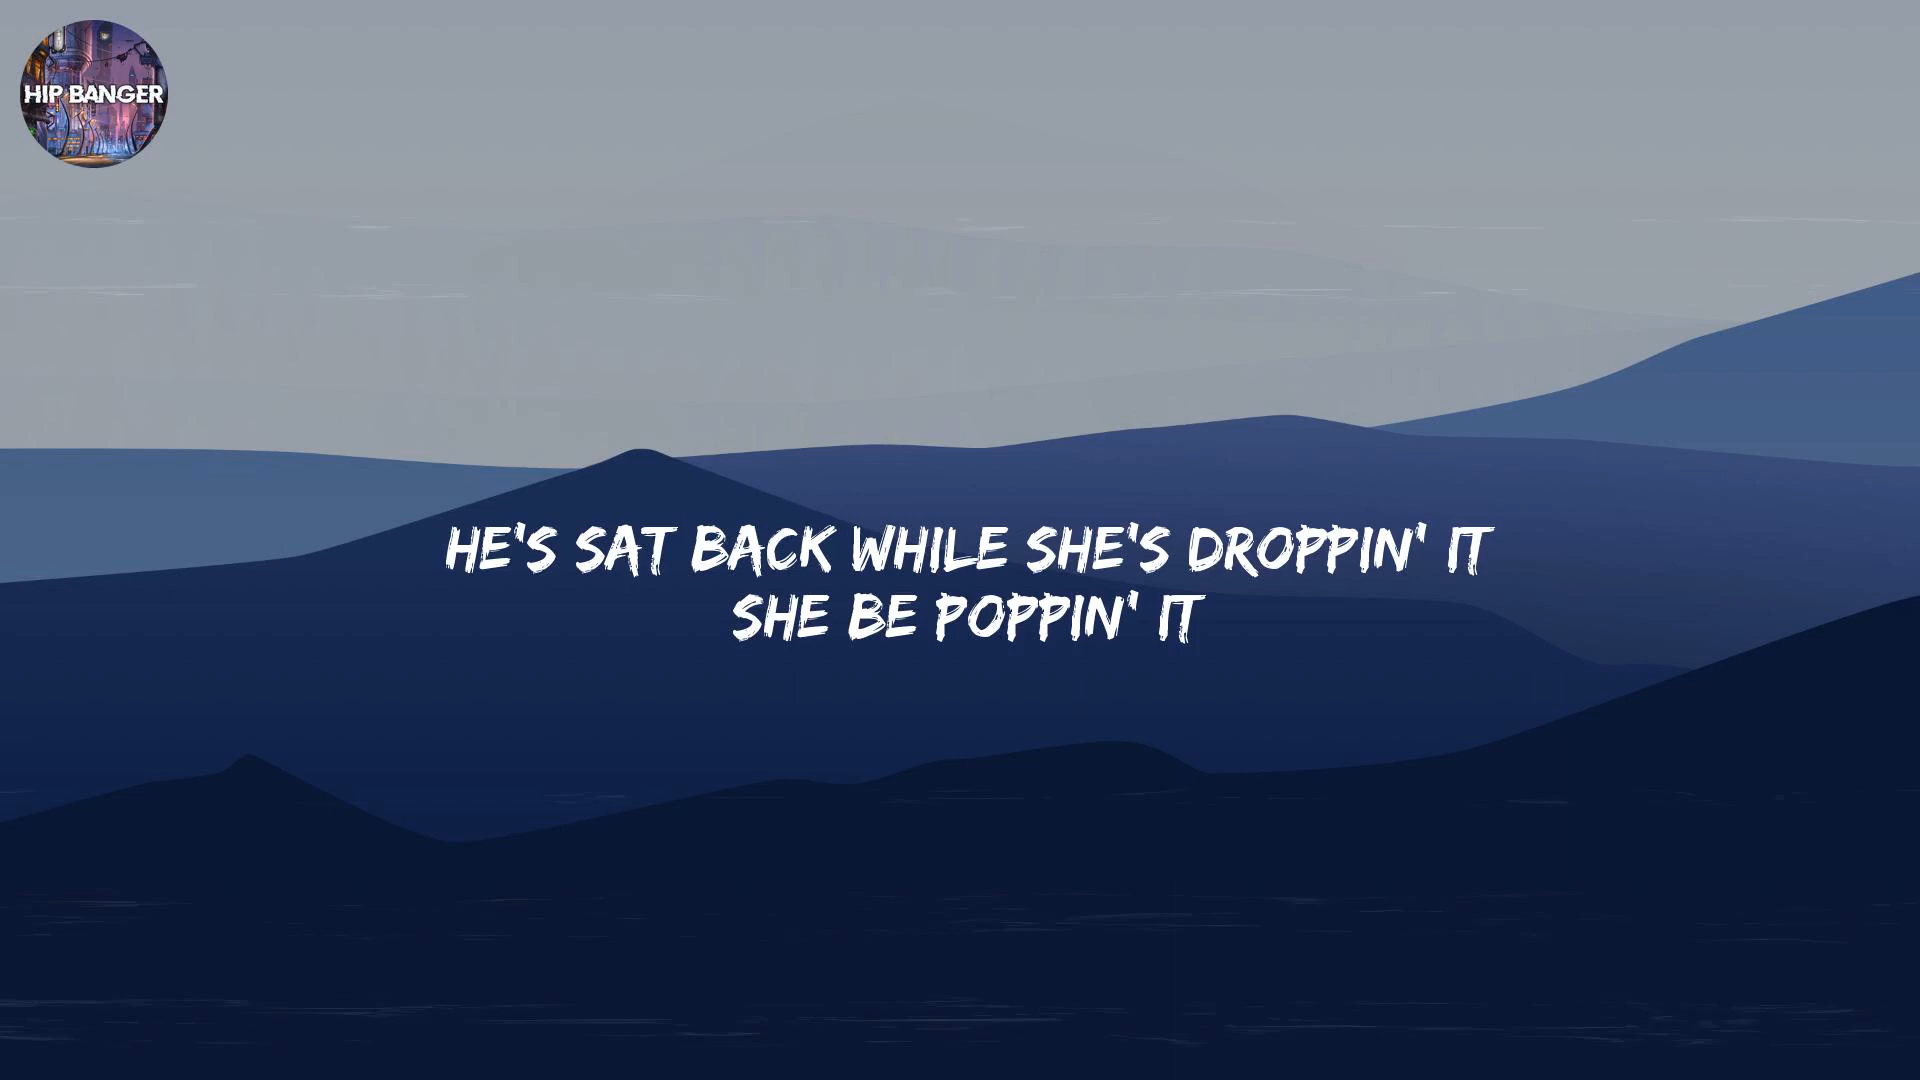 HIP BANGER
HE'S SAT BACK WHILE SHE'S DROPPIN' IT
SHE BE POPPIN' IT